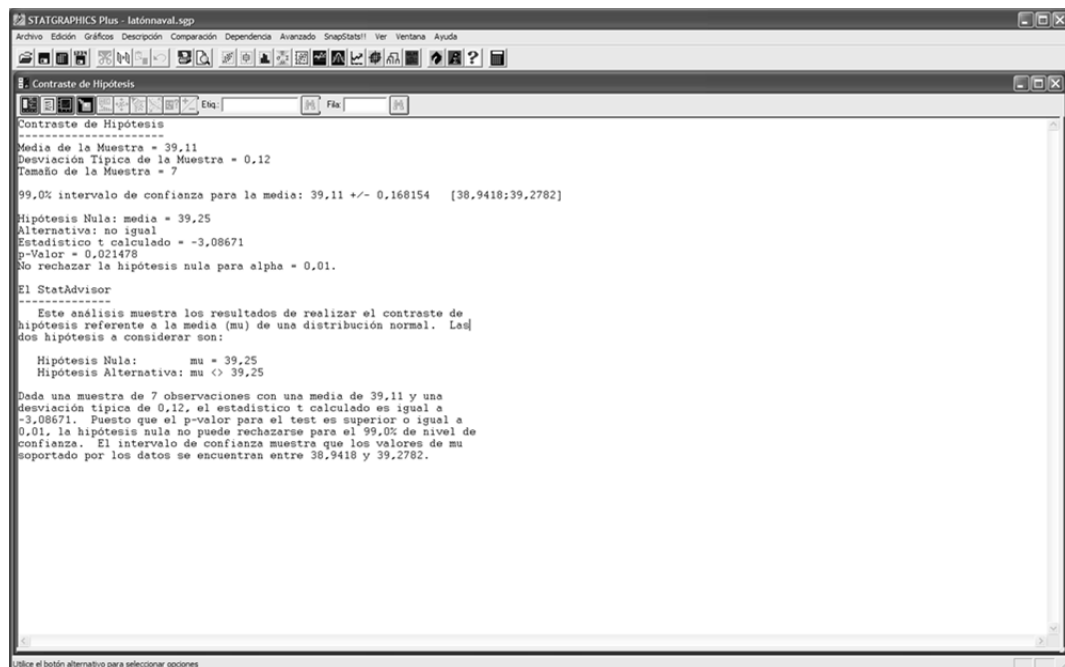 STATGRAPHICS Plus - latónnaval.sgp
Archivo Edición Gráficos Descripción Comparación Dependencia Avanzado SnapStats!! Ver Ventana Ayuda
Contraste de Hipótesis
Etiq.: Fila:
Contraste de Hipótesis
----------------------
Media de la Muestra = 39,11
Desviación Típica de la Muestra = 0,12
Tamaño de la Muestra = 7
99,0% intervalo de confianza para la media: 39,11 +/- 0,168154 [38,9418;39,2782]
Hipótesis Nula: media = 39,25
Alternativa: no igual
Estadístico t calculado = -3,08671
p-Valor = 0,021478
No rechazar la hipótesis nula para alpha = 0,01.
El StatAdvisor
--------------
Este análisis muestra los resultados de realizar el contraste de
hipótesis referente a la media (mu) de una distribución normal. Las
dos hipótesis a considerar son:
Hipótesis Nula: mu = 39,25
Hipótesis Alternativa: mu <> 39,25
Dada una muestra de 7 observaciones con una media de 39,11 y una
desviación típica de 0,12, el estadístico t calculado es igual a
-3,08671. Puesto que el p-valor para el test es superior o igual a
0,01, la hipótesis nula no puede rechazarse para el 99,0% de nivel de
confianza. El intervalo de confianza muestra que los valores de mu
soportado por los datos se encuentran entre 38,9418 y 39,2782.
Utilice el botón alternativo para seleccionar opciones